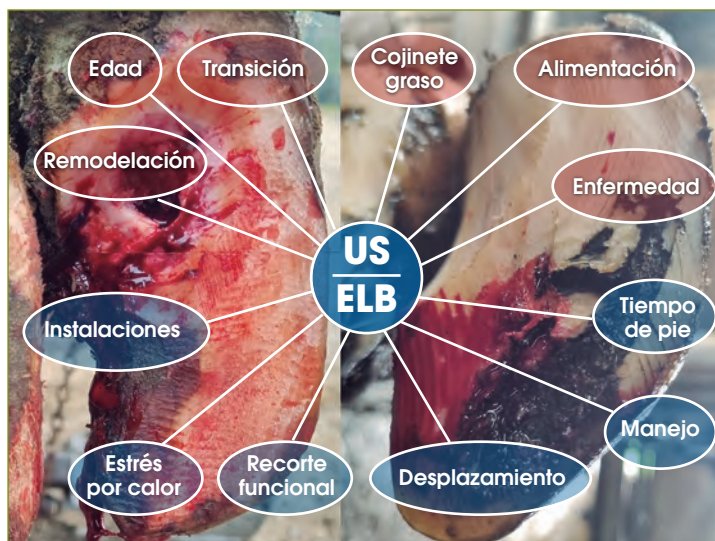 Edad
Transición
Cojinete
graso
Alimentación
Remodelación
Enfermedad
US
ELB
Instalaciones
Tiempo
de pie
Manejo
Estrés
por calor
Recorte
funcional
Desplazamiento